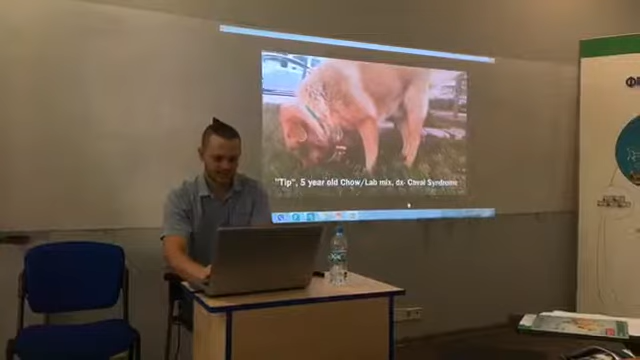 "Tip", 5 year old Chow/Lab mix, dx- Caval Syndrome